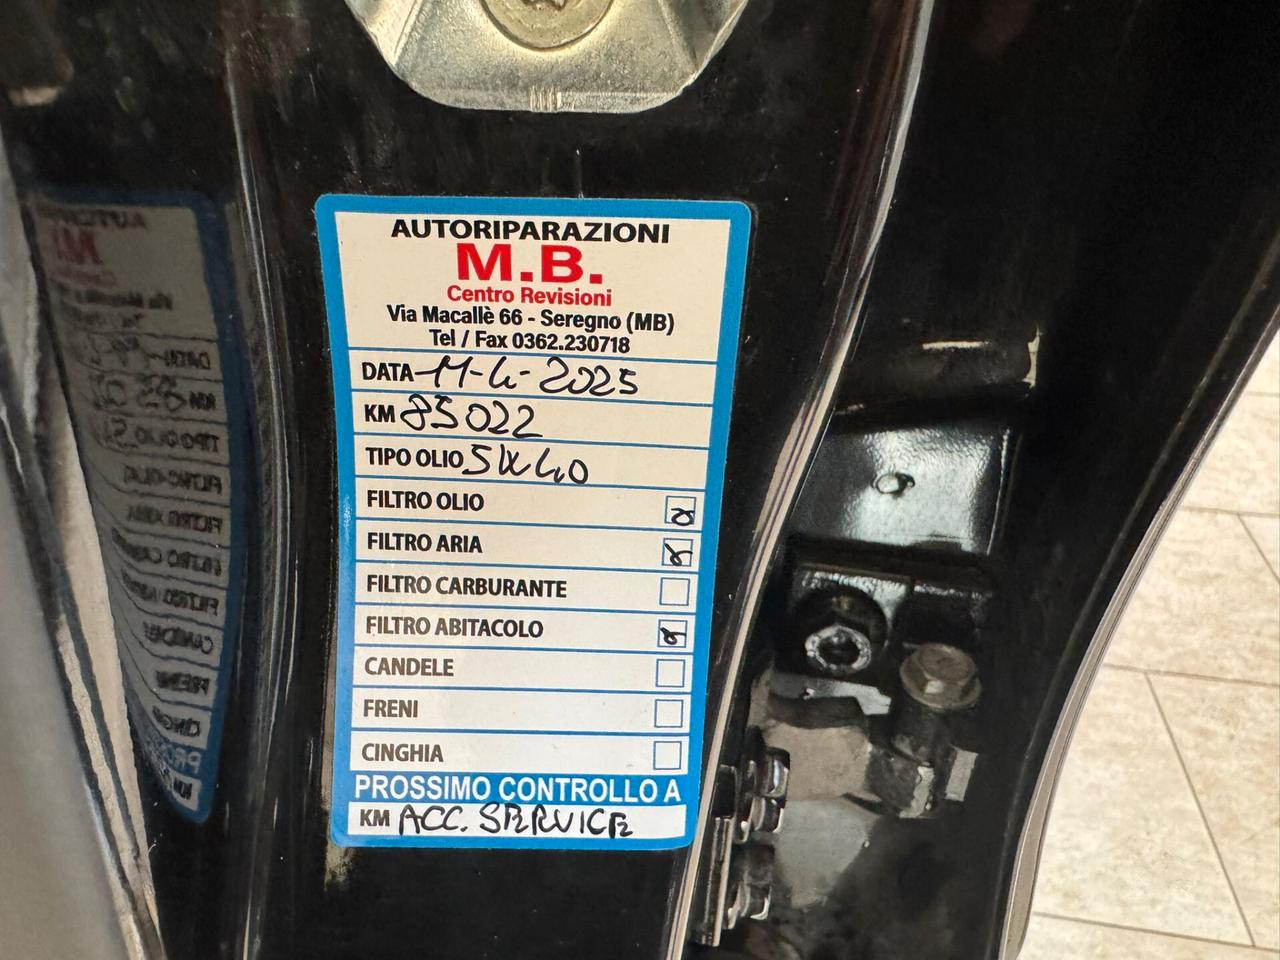 AUTORIPARAZIONI
M.B.
Centro Revisioni
Via Macallè 66 - Seregno (MB)
Tel / Fax 0362.230718
DATA 11-4-2025
KM 85022
TIPO OLIO 5W40
FILTRO OLIO
FILTRO ARIA
FILTRO CARBURANTE
FILTRO ABITACOLO
CANDELE
FRENI
CINGHIA
PROSSIMO CONTROLLO A
KM ACC. SERVICE